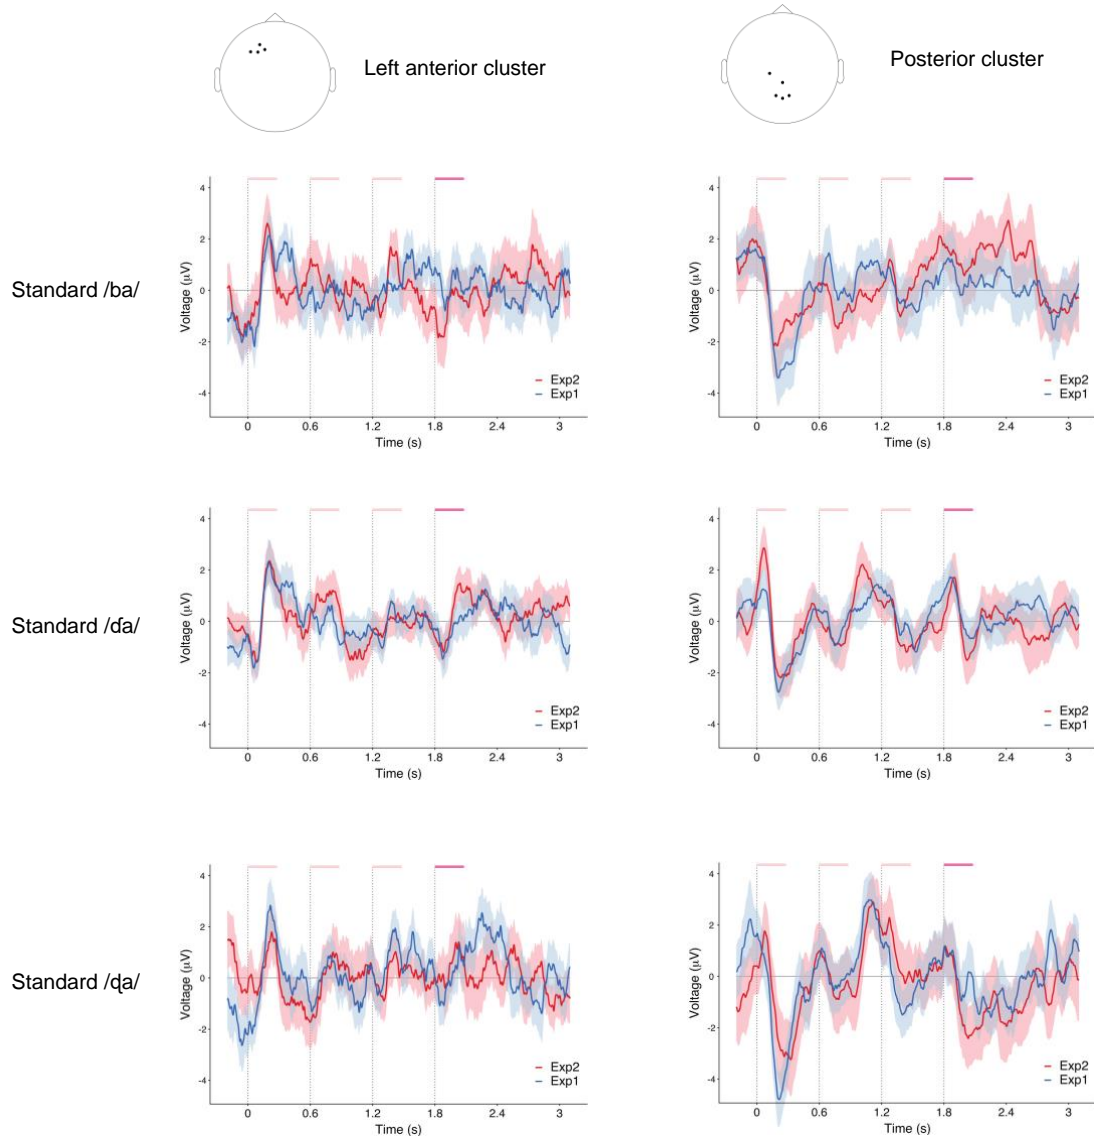 Left anterior cluster
Posterior cluster
Standard /ba/
Voltage (µV)
4
2
0
-2
-4
Exp2
Exp1
0 0.6 1.2 1.8 2.4 3
Time (s)
Voltage (µV)
4
2
0
-2
-4
Exp2
Exp1
0 0.6 1.2 1.8 2.4 3
Time (s)
Standard /ɗa/
Voltage (µV)
4
2
0
-2
-4
Exp2
Exp1
0 0.6 1.2 1.8 2.4 3
Time (s)
Voltage (µV)
4
2
0
-2
-4
Exp2
Exp1
0 0.6 1.2 1.8 2.4 3
Time (s)
Standard /ɖa/
Voltage (µV)
4
2
0
-2
-4
Exp2
Exp1
0 0.6 1.2 1.8 2.4 3
Time (s)
Voltage (µV)
4
2
0
-2
-4
Exp2
Exp1
0 0.6 1.2 1.8 2.4 3
Time (s)